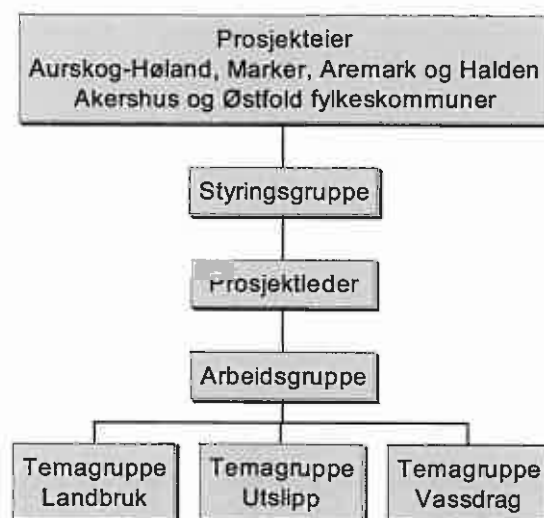 Prosjekteier
Aurskog-Høland, Marker, Aremark og Halden
Akershus og Østfold fylkeskommuner
Styringsgruppe
Prosjektleder
Arbeidsgruppe
Temagruppe
Landbruk
Temagruppe
Utslipp
Temagruppe
Vassdrag